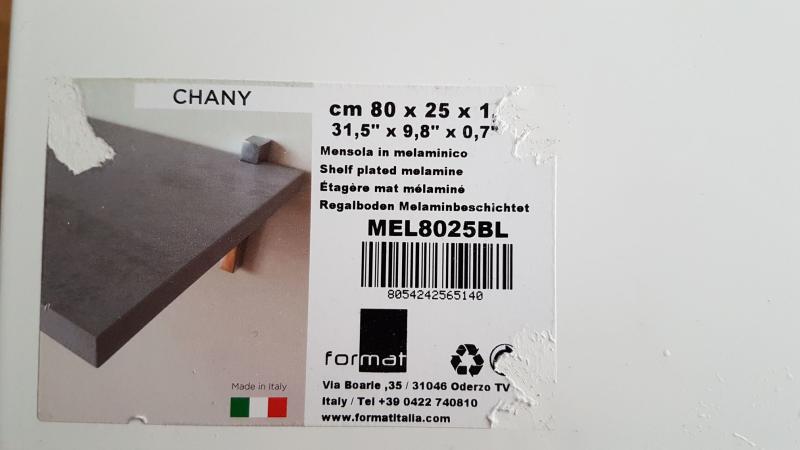 CHANY
cm 80 x 25 x 1,
31,5" x 9,8" x 0,7"
Mensola in melaminico
Shelf plated melamine
Étagère mat mélaminé
Regalboden Melaminbeschichtet
MEL8025BL
8054242565140
format
Made in Italy
Via Boarie ,35 / 31046 Oderzo TV
Italy / Tel +39 0422 740810
www.formatitalia.com